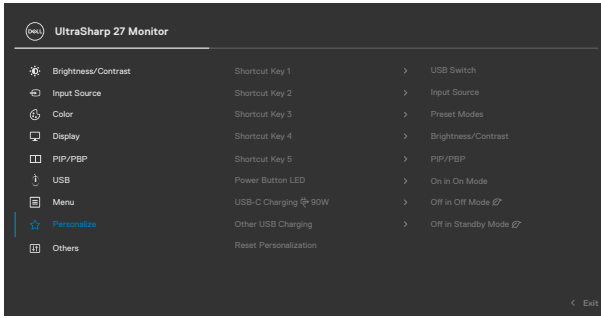 DELL UltraSharp 27 Monitor
Brightness/Contrast Shortcut Key 1 > USB Switch
Input Source Shortcut Key 2 > Input Source
Color Shortcut Key 3 > Preset Modes
Display Shortcut Key 4 > Brightness/Contrast
PIP/PBP Shortcut Key 5 > PIP/PBP
USB Power Button LED > On in On Mode
Menu USB-C Charging 90W > Off in Off Mode
Personalize Other USB Charging > Off in Standby Mode
Others Reset Personalization
< Exit